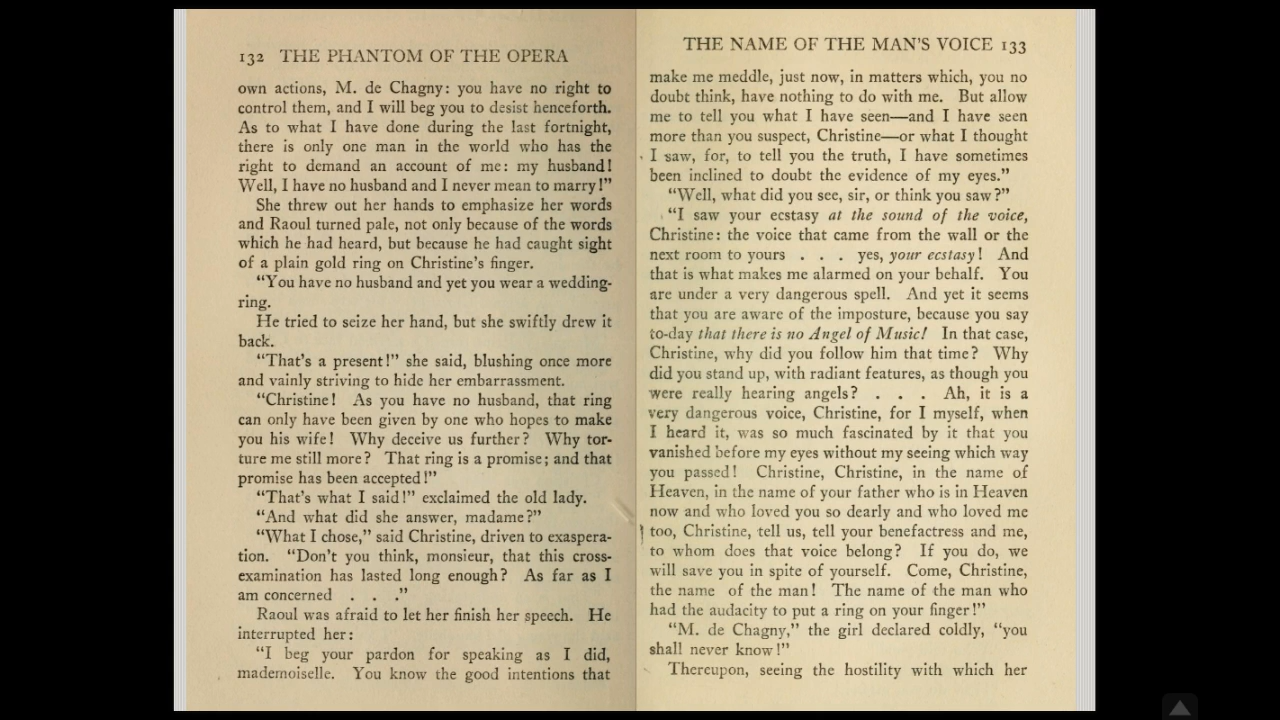 132 THE PHANTOM OF THE OPERA
own actions, M. de Chagny: you have no right to
control them, and I will beg you to desist henceforth.
As to what I have done during the last fortnight,
there is only one man in the world who has the
right to demand an account of me: my husband!
Well, I have no husband and I never mean to marry!”
She threw out her hands to emphasize her words
and Raoul turned pale, not only because of the words
which he had heard, but because he had caught sight
of a plain gold ring on Christine's finger.
“You have no husband and yet you wear a wedding-
ring.
He tried to seize her hand, but she swiftly drew it
back.
“That's a present!” she said, blushing once more
and vainly striving to hide her embarrassment.
“Christine! As you have no husband, that ring
can only have been given by one who hopes to make
you his wife! Why deceive us further? Why tor-
ture me still more? That ring is a promise; and that
promise has been accepted!”
“That's what I said!” exclaimed the old lady.
“And what did she answer, madame?”
“What I chose,” said Christine, driven to exaspera-
tion. “Don't you think, monsieur, that this cross-
examination has lasted long enough? As far as I
am concerned . . .”
Raoul was afraid to let her finish her speech. He
interrupted her:
“I beg your pardon for speaking as I did,
mademoiselle. You know the good intentions that
THE NAME OF THE MAN'S VOICE 133
make me meddle, just now, in matters which, you no
doubt think, have nothing to do with me. But allow
me to tell you what I have seen—and I have seen
more than you suspect, Christine—or what I thought
I saw, for, to tell you the truth, I have sometimes
been inclined to doubt the evidence of my eyes.”
“Well, what did you see, sir, or think you saw?”
“I saw your ecstasy at the sound of the voice,
Christine: the voice that came from the wall or the
next room to yours . . . yes, your ecstasy! And
that is what makes me alarmed on your behalf. You
are under a very dangerous spell. And yet it seems
that you are aware of the imposture, because you say
to-day that there is no Angel of Music! In that case,
Christine, why did you follow him that time? Why
did you stand up, with radiant features, as though you
were really hearing angels? . . . Ah, it is a
very dangerous voice, Christine, for I myself, when
I heard it, was so much fascinated by it that you
vanished before my eyes without my seeing which way
you passed! Christine, Christine, in the name of
Heaven, in the name of your father who is in Heaven
now and who loved you so dearly and who loved me
too, Christine, tell us, tell your benefactress and me,
to whom does that voice belong? If you do, we
will save you in spite of yourself. Come, Christine,
the name of the man! The name of the man who
had the audacity to put a ring on your finger!”
“M. de Chagny,” the girl declared coldly, “you
shall never know!”
Thereupon, seeing the hostility with which her